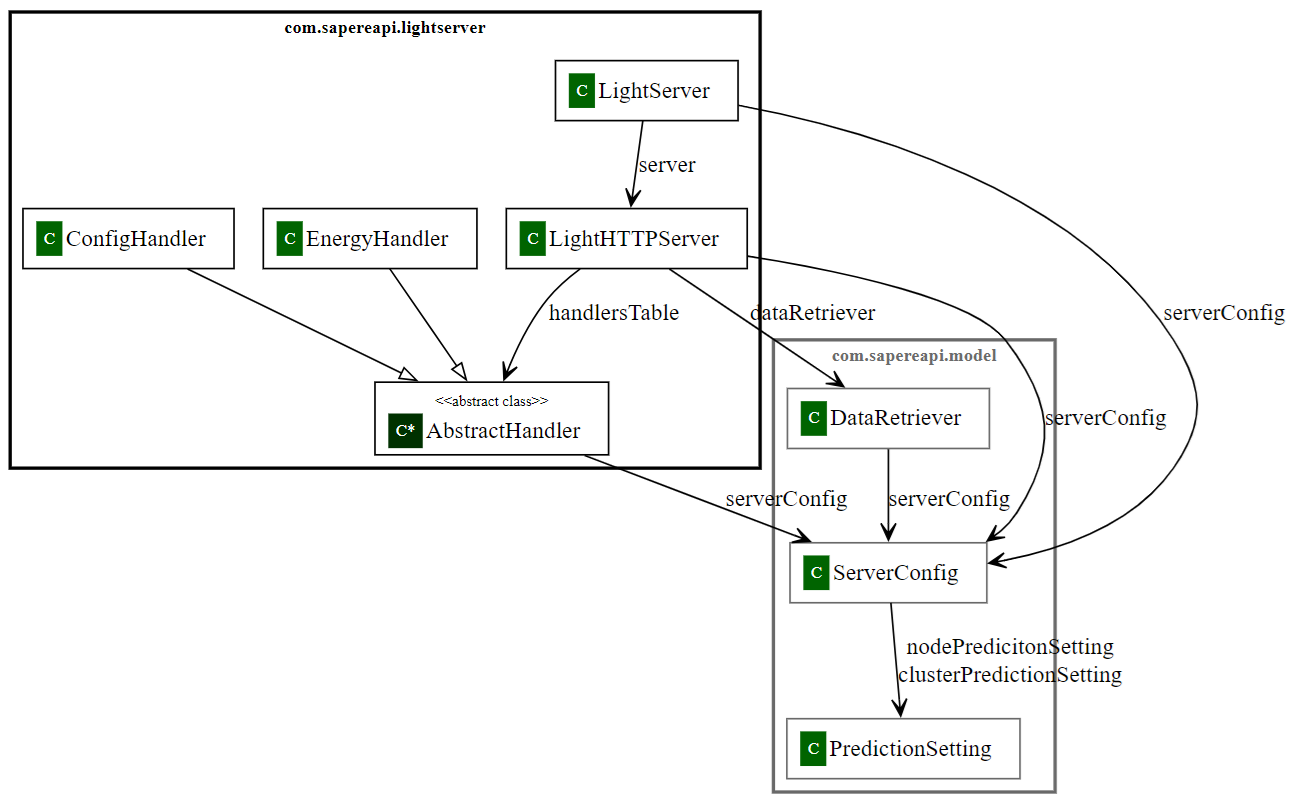 com.sapereapi.lightserver
C LightServer
server
C ConfigHandler
C EnergyHandler
C LightHTTPServer
handlersTable
dataRetriever
serverConfig
com.sapereapi.model
<<abstract class>>
C* AbstractHandler
C DataRetriever
serverConfig
serverConfig
serverConfig
C ServerConfig
nodePredicitonSetting
clusterPredictionSetting
C PredictionSetting